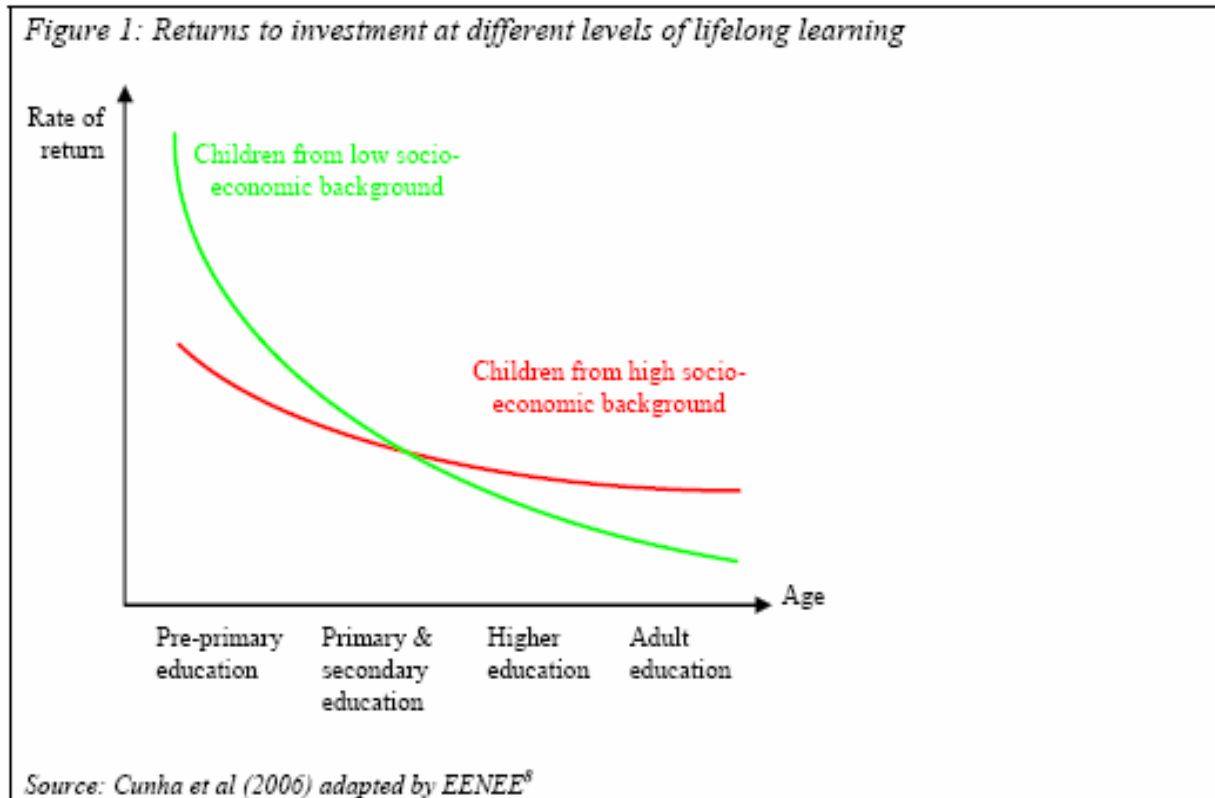 Figure 1: Returns to investment at different levels of lifelong learning
Rate of
return
Children from low socio-
economic background
Children from high socio-
economic background
Age
Pre-primary
education
Primary &
secondary
education
Higher
education
Adult
education
Source: Cunha et al (2006) adapted by EENEE⁸